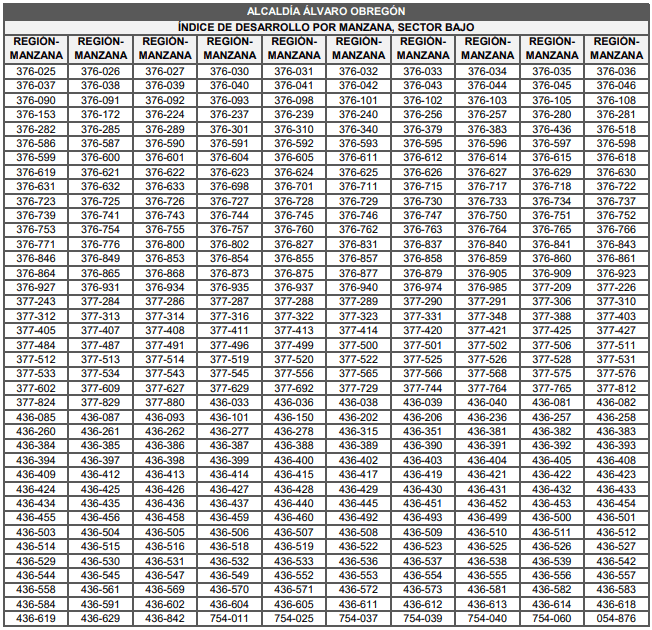 ALCALDÍA ÁLVARO OBREGÓN
ÍNDICE DE DESARROLLO POR MANZANA, SECTOR BAJO
REGIÓN-MANZANA REGIÓN-MANZANA REGIÓN-MANZANA REGIÓN-MANZANA REGIÓN-MANZANA REGIÓN-MANZANA REGIÓN-MANZANA REGIÓN-MANZANA REGIÓN-MANZANA REGIÓN-MANZANA
376-025 376-026 376-027 376-030 376-031 376-032 376-033 376-034 376-035 376-036
376-037 376-038 376-039 376-040 376-041 376-042 376-043 376-044 376-045 376-046
376-090 376-091 376-092 376-093 376-098 376-101 376-102 376-103 376-105 376-108
376-153 376-172 376-224 376-237 376-239 376-240 376-256 376-257 376-280 376-281
376-282 376-285 376-289 376-301 376-310 376-340 376-379 376-383 376-436 376-518
376-586 376-587 376-590 376-591 376-592 376-593 376-595 376-596 376-597 376-598
376-599 376-600 376-601 376-604 376-605 376-611 376-612 376-614 376-615 376-618
376-619 376-621 376-622 376-623 376-624 376-625 376-626 376-627 376-629 376-630
376-631 376-632 376-633 376-698 376-701 376-711 376-715 376-717 376-718 376-722
376-723 376-725 376-726 376-727 376-728 376-729 376-730 376-733 376-734 376-737
376-739 376-741 376-743 376-744 376-745 376-746 376-747 376-750 376-751 376-752
376-753 376-754 376-755 376-757 376-760 376-762 376-763 376-764 376-765 376-766
376-771 376-776 376-800 376-802 376-827 376-831 376-837 376-840 376-841 376-843
376-846 376-849 376-853 376-854 376-855 376-857 376-858 376-859 376-860 376-861
376-864 376-865 376-868 376-873 376-875 376-877 376-879 376-905 376-909 376-923
376-927 376-931 376-934 376-935 376-937 376-940 376-974 376-985 377-209 377-226
377-243 377-284 377-286 377-287 377-288 377-289 377-290 377-291 377-306 377-310
377-312 377-313 377-314 377-316 377-322 377-323 377-331 377-348 377-388 377-403
377-405 377-407 377-408 377-411 377-413 377-414 377-420 377-421 377-425 377-427
377-484 377-487 377-491 377-496 377-499 377-500 377-501 377-502 377-506 377-511
377-512 377-513 377-514 377-519 377-520 377-522 377-525 377-526 377-528 377-531
377-533 377-534 377-543 377-545 377-556 377-565 377-566 377-568 377-575 377-576
377-602 377-609 377-627 377-629 377-692 377-729 377-744 377-764 377-765 377-812
377-824 377-829 377-880 436-033 436-036 436-038 436-039 436-040 436-081 436-082
436-085 436-087 436-093 436-101 436-150 436-202 436-206 436-236 436-257 436-258
436-260 436-261 436-262 436-277 436-278 436-315 436-351 436-381 436-382 436-383
436-384 436-385 436-386 436-387 436-388 436-389 436-390 436-391 436-392 436-393
436-394 436-397 436-398 436-399 436-400 436-402 436-403 436-404 436-405 436-408
436-409 436-412 436-413 436-414 436-415 436-417 436-419 436-421 436-422 436-423
436-424 436-425 436-426 436-427 436-428 436-429 436-430 436-431 436-432 436-433
436-434 436-435 436-436 436-437 436-440 436-445 436-451 436-452 436-453 436-454
436-455 436-456 436-458 436-459 436-460 436-492 436-493 436-499 436-500 436-501
436-503 436-504 436-505 436-506 436-507 436-508 436-509 436-510 436-511 436-512
436-514 436-515 436-516 436-518 436-519 436-522 436-523 436-525 436-526 436-527
436-529 436-530 436-531 436-532 436-533 436-536 436-537 436-538 436-539 436-542
436-544 436-545 436-547 436-549 436-552 436-553 436-554 436-555 436-556 436-557
436-558 436-561 436-569 436-570 436-571 436-572 436-573 436-581 436-582 436-583
436-584 436-591 436-602 436-604 436-605 436-611 436-612 436-613 436-614 436-618
436-619 436-629 436-842 754-011 754-025 754-037 754-039 754-040 754-060 054-876